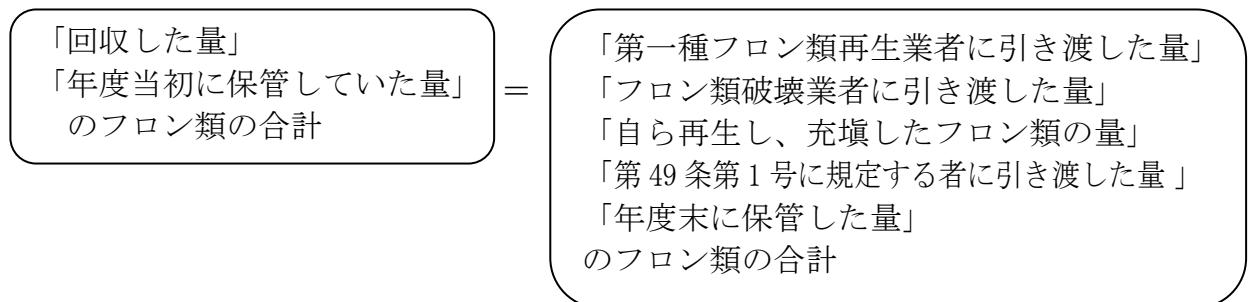 「回収した量」
「年度当初に保管していた量」
のフロン類の合計
＝
「第一種フロン類再生業者に引き渡した量」
「フロン類破壊業者に引き渡した量」
「自ら再生し、充塡したフロン類の量」
「第 49 条第 1 号に規定する者に引き渡した量 」
「年度末に保管した量」
のフロン類の合計